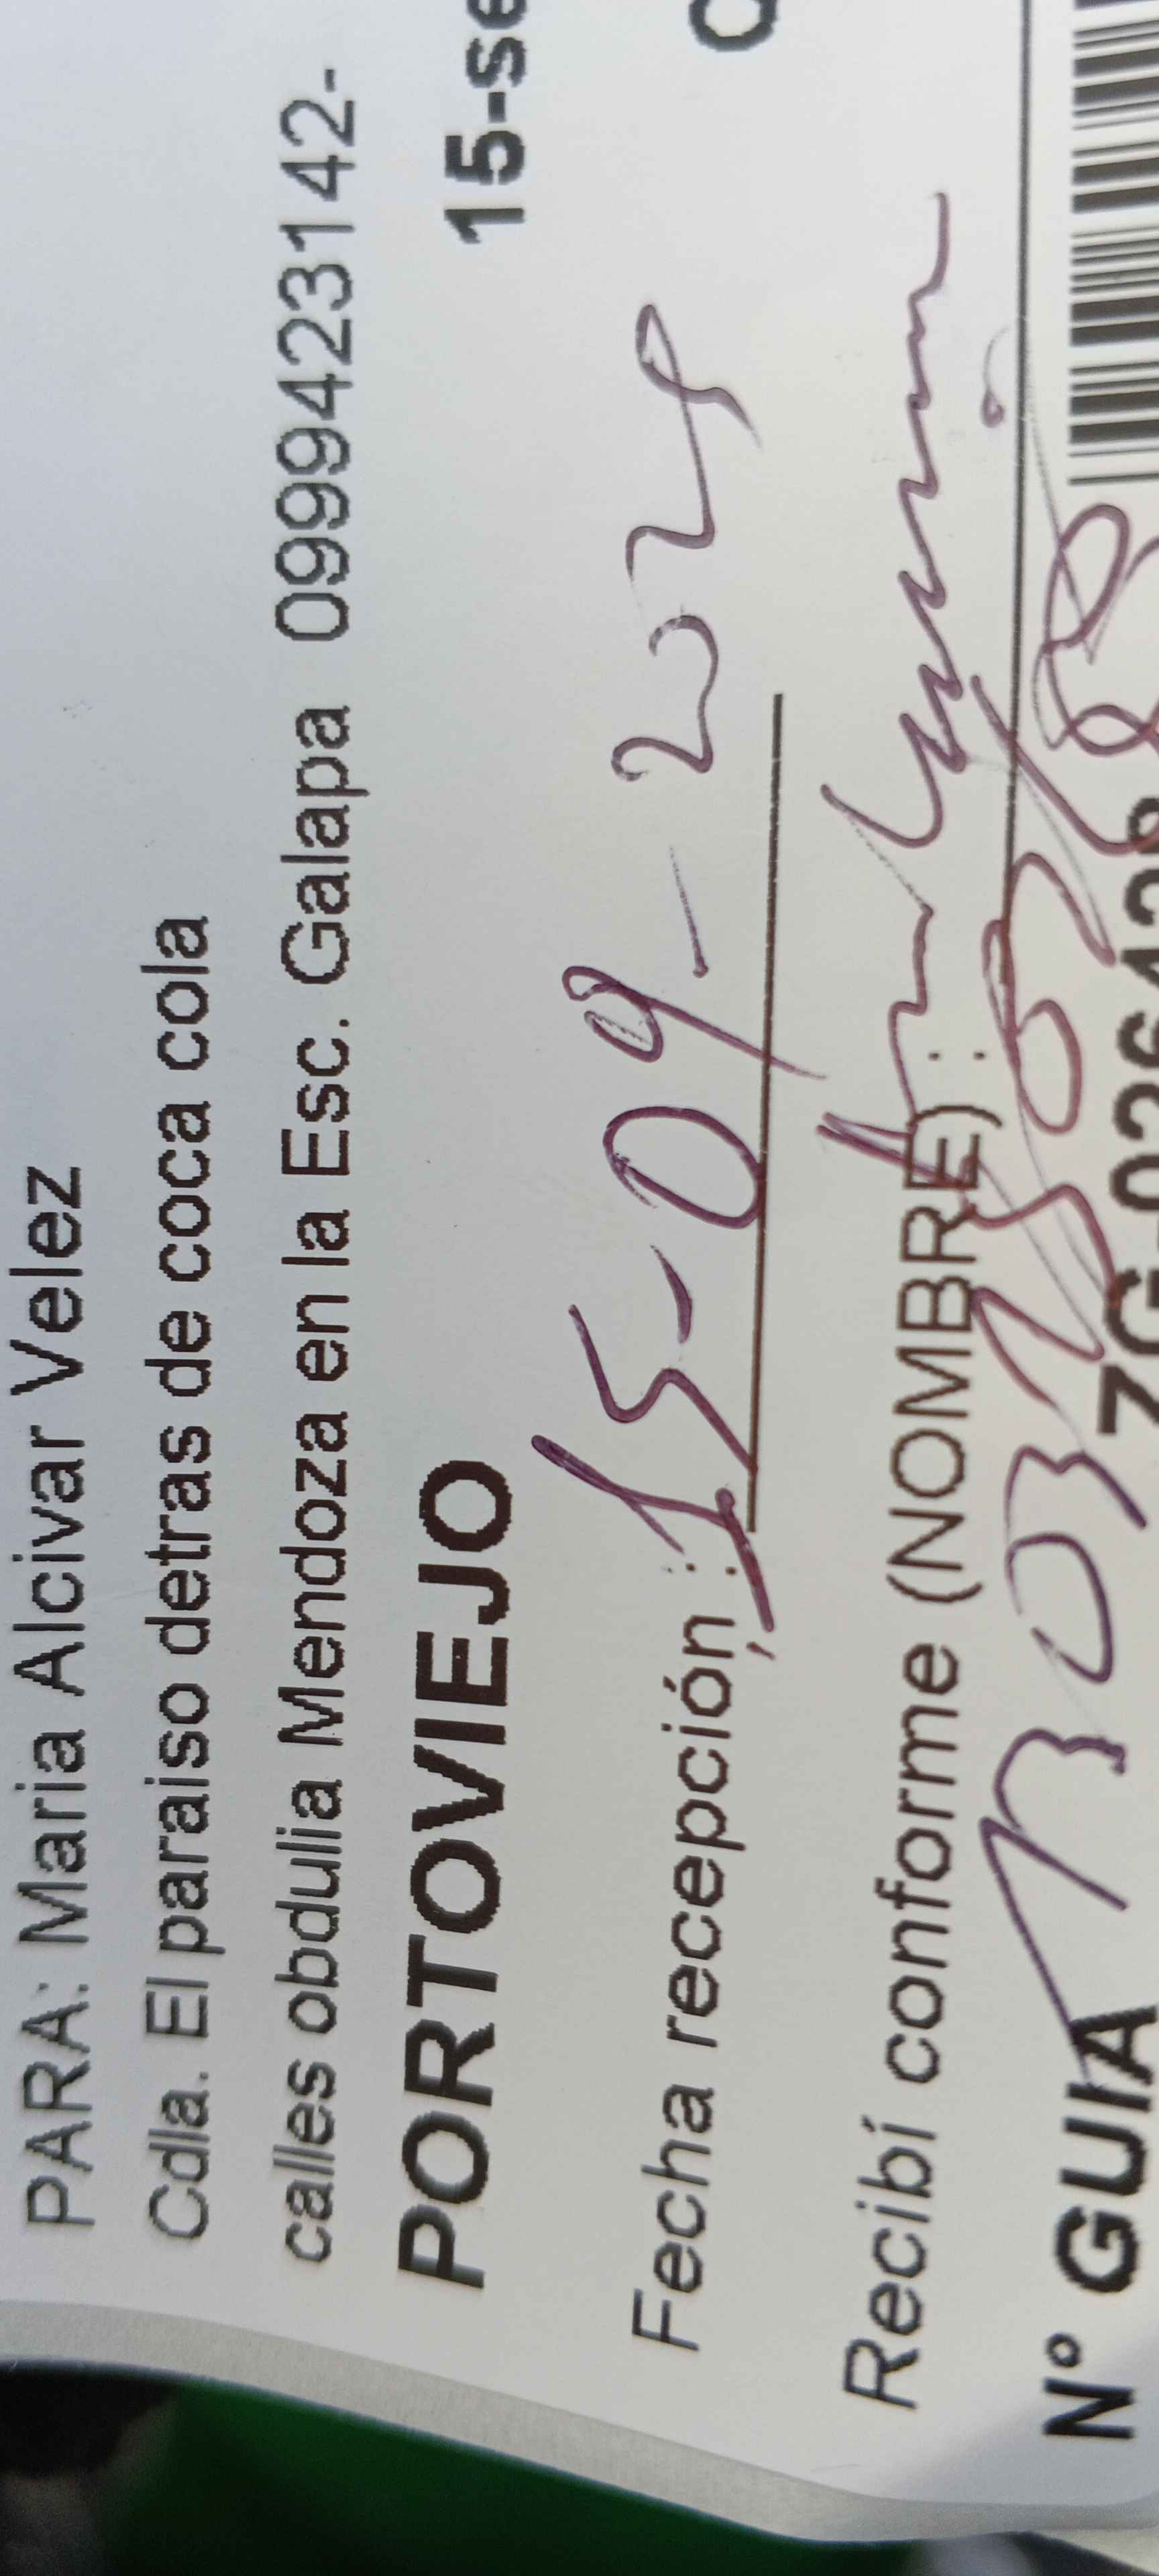 PARA: Maria Alcivar Velez
Cdla. El paraiso detras de coca cola
calles obdulia Mendoza en la Esc. Galapa 0999423142-
PORTOVIEJO 15-se
Fecha recepción : 15-09-2024
Recibí conforme (NOMBRE) :
N° GUIA